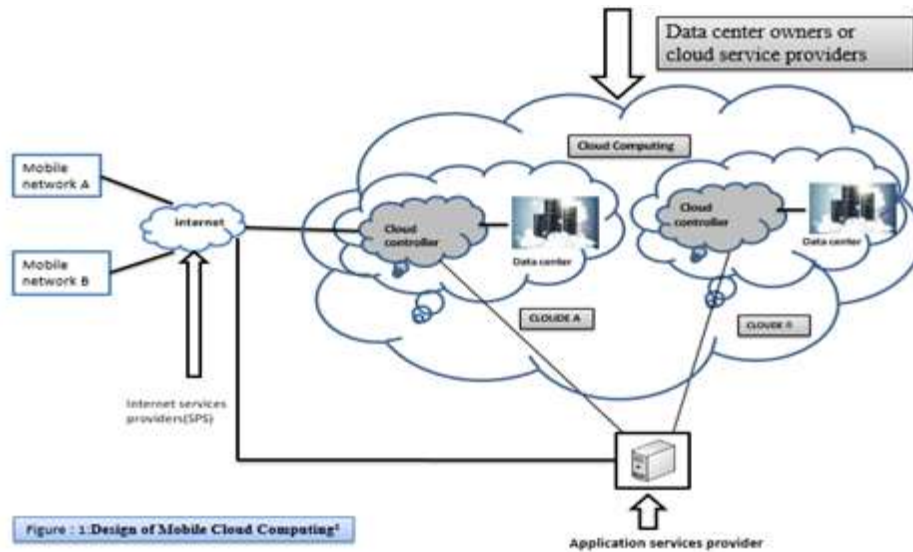 Data center owners or
cloud service providers
Cloud Computing
Mobile
network A
Internet
Cloud
controller
Data center
Cloud
controller
Data center
Mobile
network B
CLOUDE A
CLOUDE B
Internet services
providers(SPS)
Figure : 1:Design of Mobile Cloud Computing
Application services provider